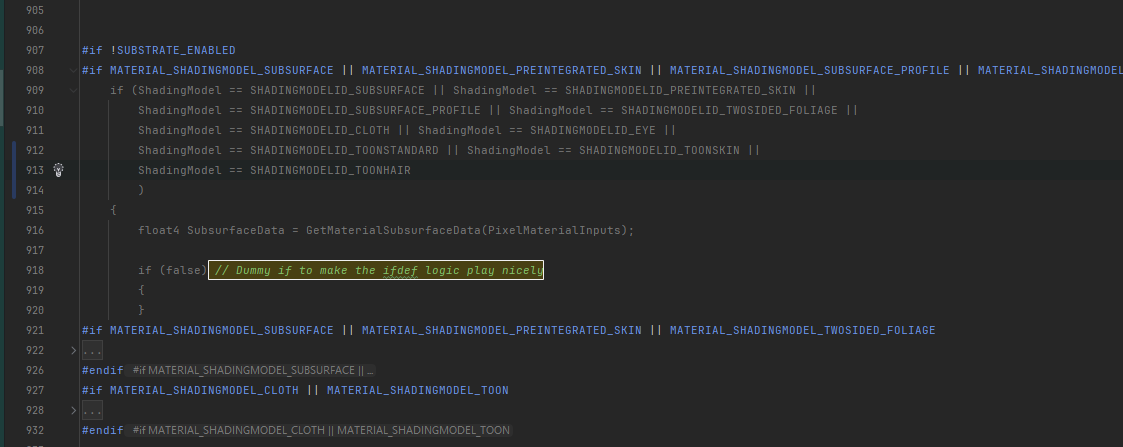 905
906
907 #if !SUBSTRATE_ENABLED
908 #if MATERIAL_SHADINGMODEL_SUBSURFACE || MATERIAL_SHADINGMODEL_PREINTEGRATED_SKIN || MATERIAL_SHADINGMODEL_SUBSURFACE_PROFILE || MATERIAL_SHADINGMODEL
909 if (ShadingModel == SHADINGMODELID_SUBSURFACE || ShadingModel == SHADINGMODELID_PREINTEGRATED_SKIN ||
910 ShadingModel == SHADINGMODELID_SUBSURFACE_PROFILE || ShadingModel == SHADINGMODELID_TWOSIDED_FOLIAGE ||
911 ShadingModel == SHADINGMODELID_CLOTH || ShadingModel == SHADINGMODELID_EYE ||
912 ShadingModel == SHADINGMODELID_TOONSTANDARD || ShadingModel == SHADINGMODELID_TOONSKIN ||
913 ShadingModel == SHADINGMODELID_TOONHAIR
914 )
915 {
916 float4 SubsurfaceData = GetMaterialSubsurfaceData(PixelMaterialInputs);
917
918 if (false) // Dummy if to make the ifdef logic play nicely
919 {
920 }
921 #if MATERIAL_SHADINGMODEL_SUBSURFACE || MATERIAL_SHADINGMODEL_PREINTEGRATED_SKIN || MATERIAL_SHADINGMODEL_TWOSIDED_FOLIAGE
922 ...
926 #endif #if MATERIAL_SHADINGMODEL_SUBSURFACE || ...
927 #if MATERIAL_SHADINGMODEL_CLOTH || MATERIAL_SHADINGMODEL_TOON
928 ...
932 #endif #if MATERIAL_SHADINGMODEL_CLOTH || MATERIAL_SHADINGMODEL_TOON